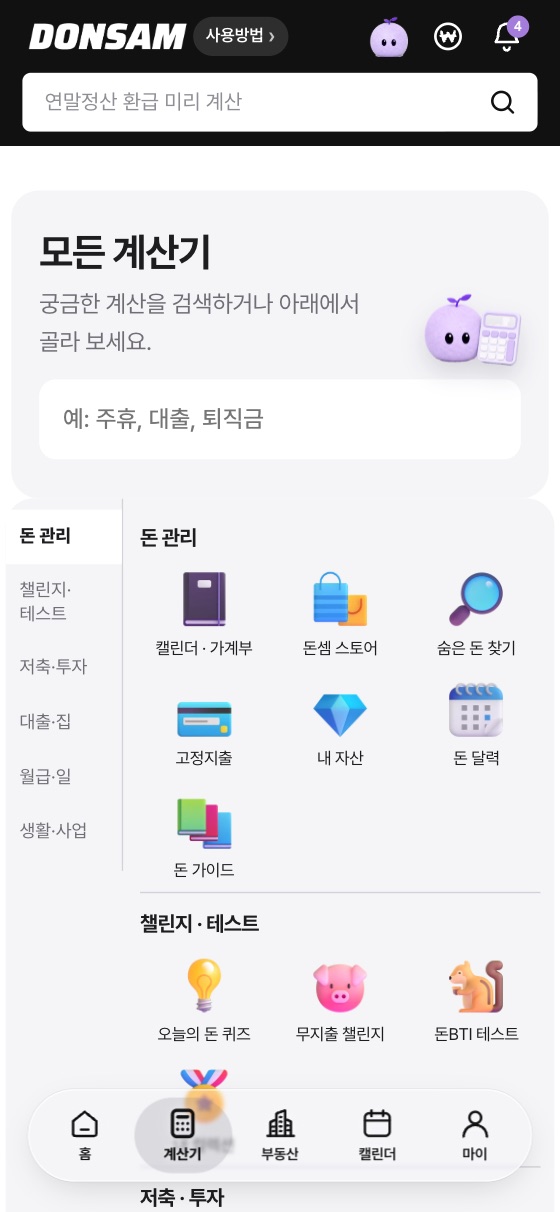 DONSAM
사용방법 ›
4
연말정산 환급 미리 계산
모든 계산기
궁금한 계산을 검색하거나 아래에서
골라 보세요.
예: 주휴, 대출, 퇴직금
돈 관리
챌린지·
테스트
저축·투자
대출·집
월급·일
생활·사업
돈 관리
캘린더 · 가계부
돈셈 스토어
숨은 돈 찾기
고정지출
내 자산
돈 달력
돈 가이드
챌린지 · 테스트
오늘의 돈 퀴즈
무지출 챌린지
돈BTI 테스트
홈
계산기
부동산
캘린더
마이
저축 · 투자